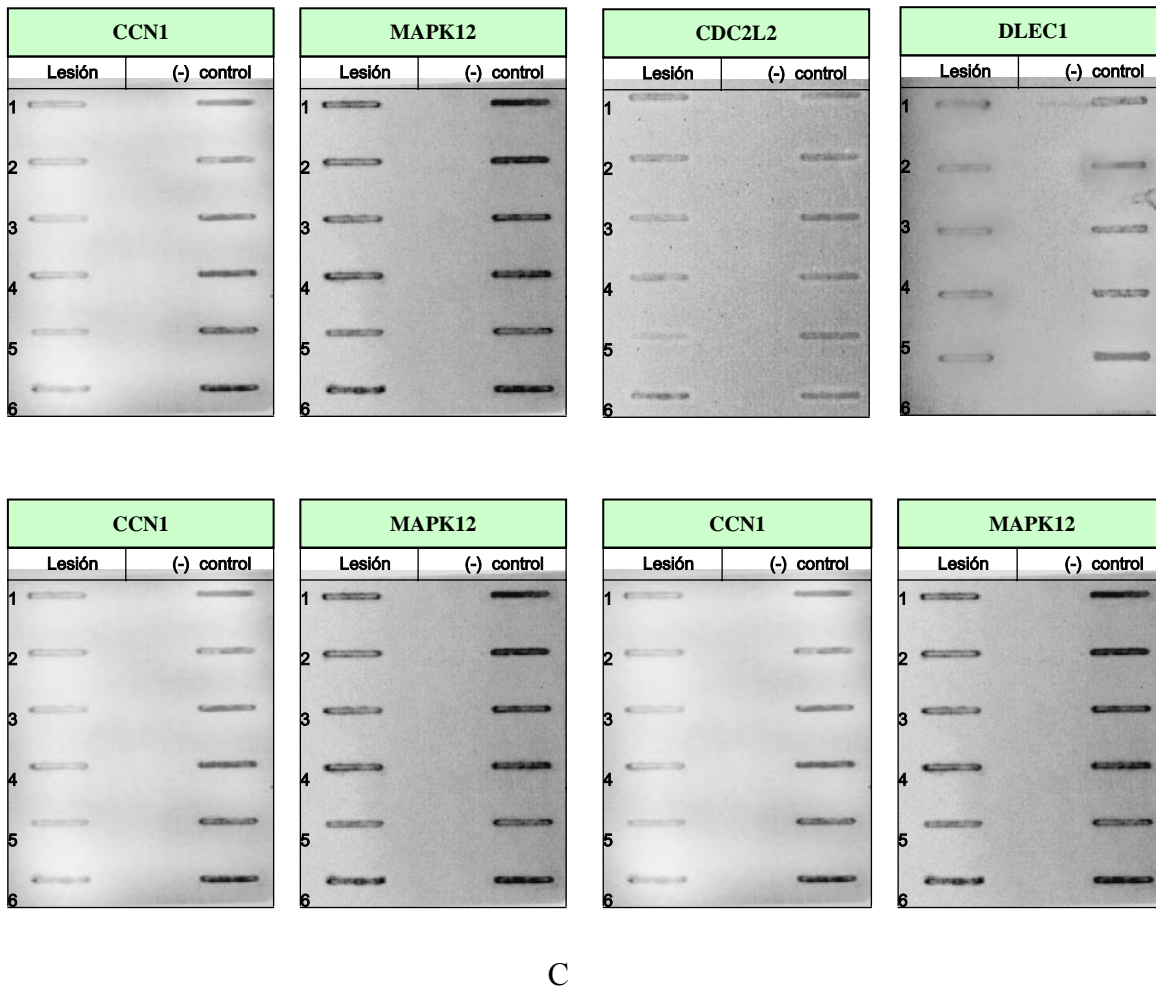 CCN1 MAPK12 CDC2L2 DLEC1
Lesión (-) control Lesión (-) control Lesión (-) control Lesión (-) control
1 1 1 1
2 2 2 2
3 3 3 3
4 4 4 4
5 5 5 5
6 6 6 6
CCN1 MAPK12 CCN1 MAPK12
Lesión (-) control Lesión (-) control Lesión (-) control Lesión (-) control
1 1 1 1
2 2 2 2
3 3 3 3
4 4 4 4
5 5 5 5
6 6 6 6
C